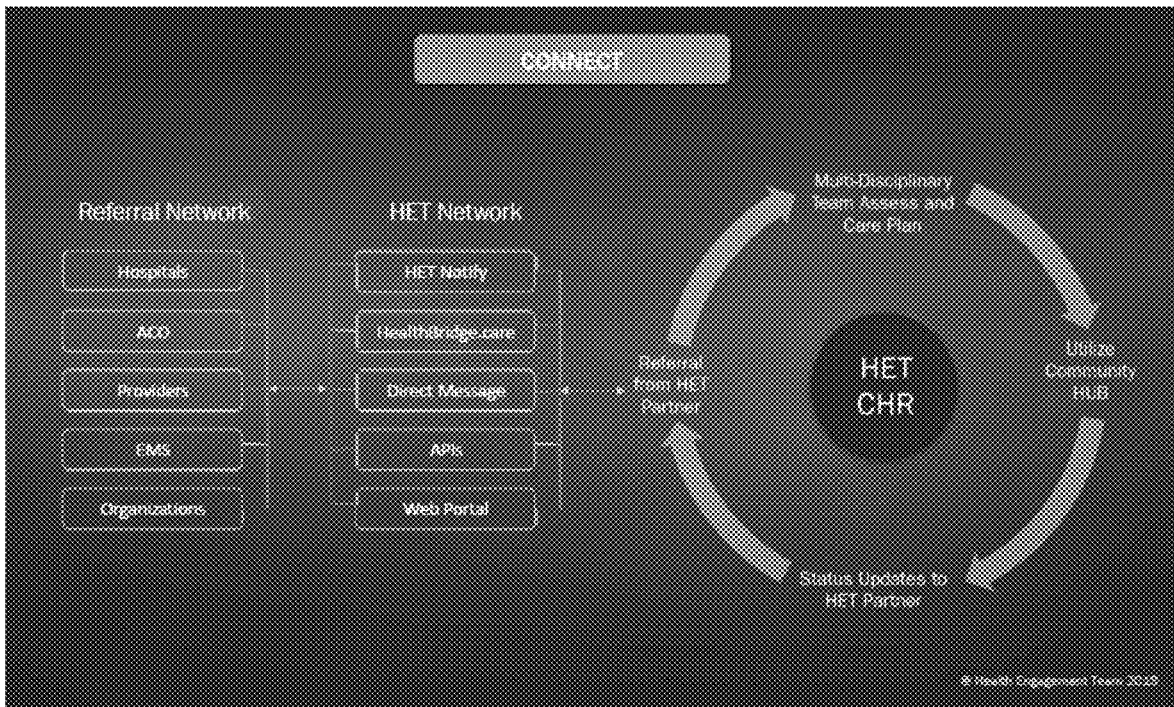 CONNECT
Referral Network
Hospitals
ACO
Providers
EMS
Organizations
HET Network
HET Notify
HealthBridge.care
Direct Message
APIs
Web Portal
Multi-Disciplinary
Team Assess and
Care Plan
Utilize
Community
HUB
Status Updates to
HET Partner
Referral
from HET
Partner
HET
CHR
© Health Engagement Team 2018